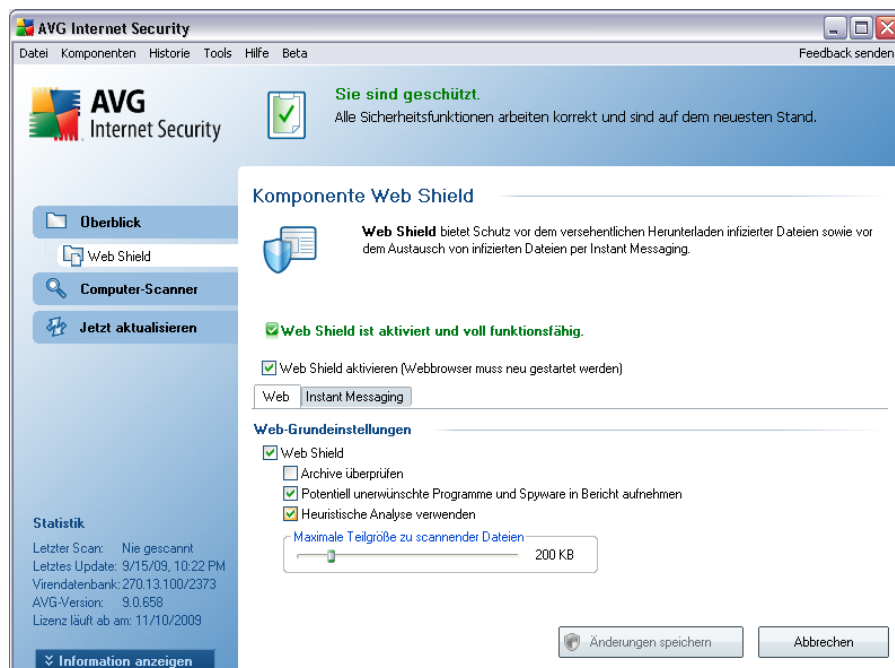 AVG Internet Security
Datei Komponenten Historie Tools Hilfe Beta Feedback senden
AVG
Internet Security
Sie sind geschützt.
Alle Sicherheitsfunktionen arbeiten korrekt und sind auf dem neuesten Stand.
Überblick
Web Shield
Computer-Scanner
Jetzt aktualisieren
Statistik
Letzter Scan: Nie gescannt
Letztes Update: 9/15/09, 10:22 PM
Virendatenbank: 270.13.100/2373
AVG-Version: 9.0.658
Lizenz läuft ab am: 11/10/2009
Information anzeigen
Komponente Web Shield
Web Shield bietet Schutz vor dem versehentlichen Herunterladen infizierter Dateien sowie vor
dem Austausch von infizierten Dateien per Instant Messaging.
Web Shield ist aktiviert und voll funktionsfähig.
Web Shield aktivieren (Webbrowser muss neu gestartet werden)
Web Instant Messaging
Web-Grundeinstellungen
Web Shield
Archive überprüfen
Potentiell unerwünschte Programme und Spyware in Bericht aufnehmen
Heuristische Analyse verwenden
Maximale Teilgröße zu scannender Dateien
200 KB
Änderungen speichern Abbrechen